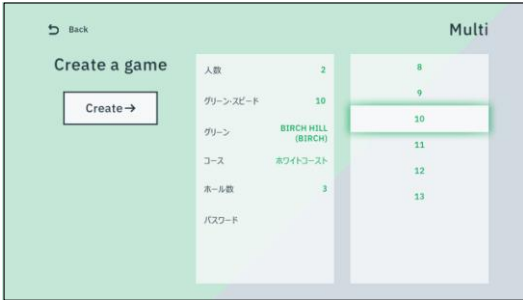 Back
Multi
Create a game
Create→
人数 2
グリーン・スピード 10
グリーン BIRCH HILL
(BIRCH)
コース ホワイトコースト
ホール数 3
パスワード
8
9
10
11
12
13